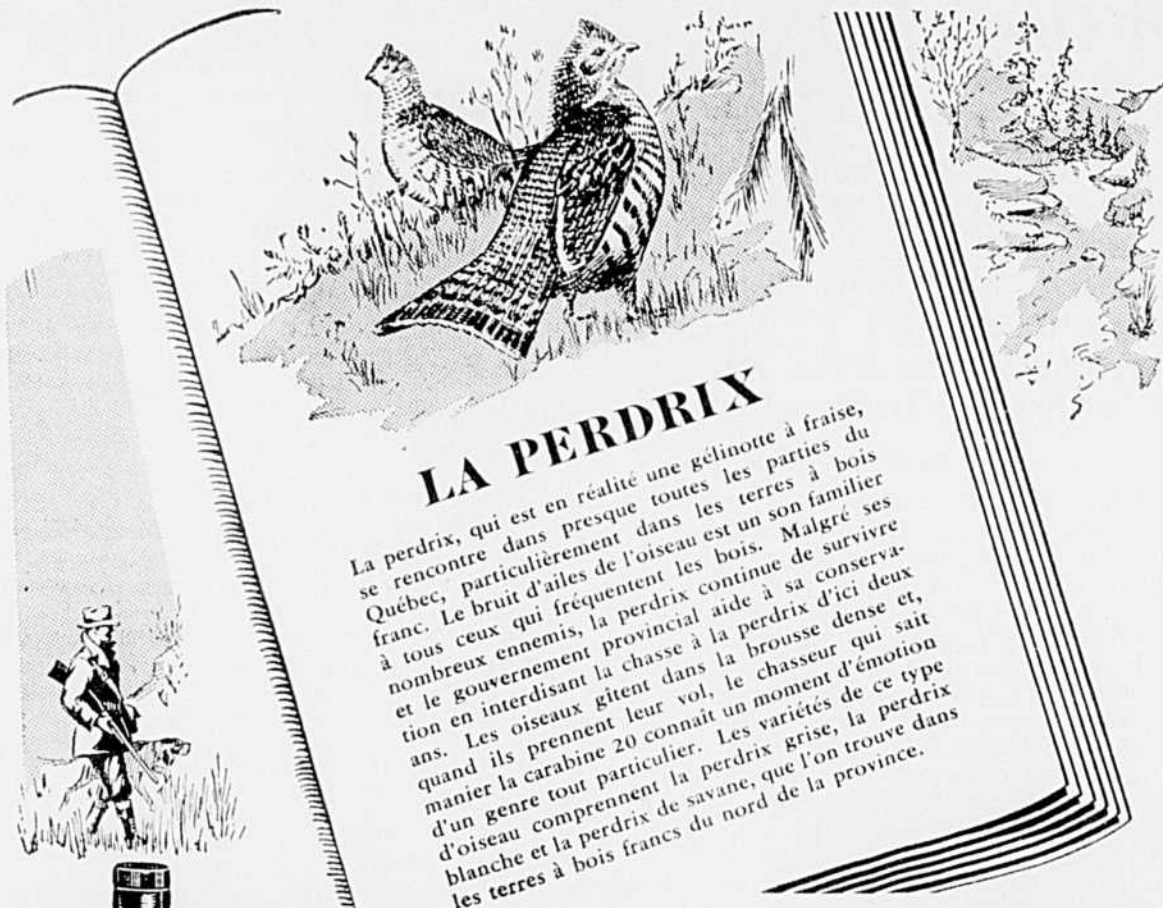 LA PERDRIX
La perdrix, qui est en réalité une gélinotte à fraise,
se rencontre dans presque toutes les parties du
Québec, particulièrement dans les terres à bois
franc. Le bruit d'ailes de l'oiseau est un son familier
à tous ceux qui fréquentent les bois. Malgré ses
nombreux ennemis, la perdrix continue de survivre
et le gouvernement provincial aide à sa conserva-
tion en interdisant la chasse à la perdrix d'ici deux
ans. Les oiseaux gîtent dans la brousse dense et,
quand ils prennent leur vol, le chasseur qui sait
manier la carabine 20 connaît un moment d'émotion
d'un genre tout particulier. Les variétés de ce type
d'oiseau comprennent la perdrix grise, la perdrix
blanche et la perdrix de savane, que l'on trouve dans
les terres à bois francs du nord de la province.